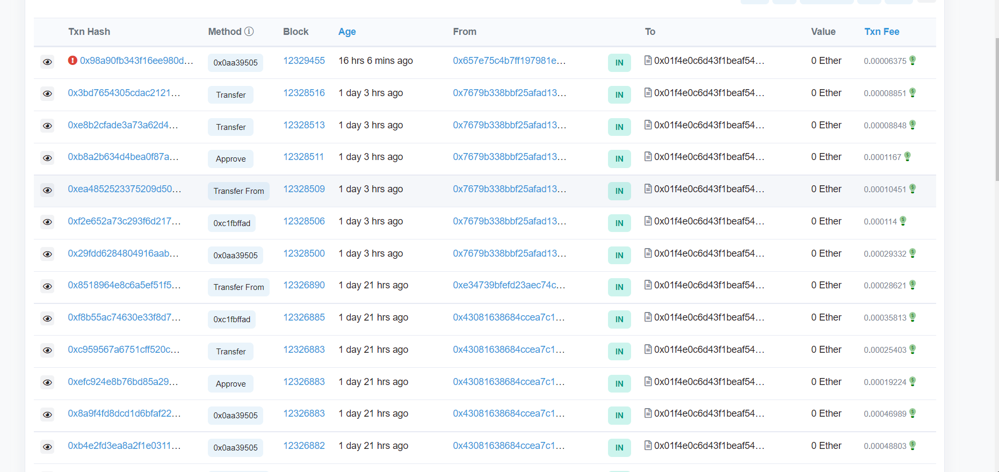 Txn Hash Method Block Age From To Value Txn Fee
0x98a90fb343f16ee980d... 0x0aa39505 12329455 16 hrs 6 mins ago 0x657e75c4b7ff197981e... IN 0x01f4e0c6d43f1beaf54... 0 Ether 0.00006375
0x3bd7654305cdac2121... Transfer 12328516 1 day 3 hrs ago 0x7679b338bbf25afad13... IN 0x01f4e0c6d43f1beaf54... 0 Ether 0.00008851
0xe8b2cfade3a73a62d4... Transfer 12328513 1 day 3 hrs ago 0x7679b338bbf25afad13... IN 0x01f4e0c6d43f1beaf54... 0 Ether 0.00008848
0xb8a2b634d4bea0f87a... Approve 12328511 1 day 3 hrs ago 0x7679b338bbf25afad13... IN 0x01f4e0c6d43f1beaf54... 0 Ether 0.0001167
0xea4852523375209d50... Transfer From 12328509 1 day 3 hrs ago 0x7679b338bbf25afad13... IN 0x01f4e0c6d43f1beaf54... 0 Ether 0.00010451
0xf2e652a73c293f6d217... 0xc1fbffad 12328506 1 day 3 hrs ago 0x7679b338bbf25afad13... IN 0x01f4e0c6d43f1beaf54... 0 Ether 0.000114
0x29fdd6284804916aab... 0x0aa39505 12328500 1 day 3 hrs ago 0x7679b338bbf25afad13... IN 0x01f4e0c6d43f1beaf54... 0 Ether 0.00029332
0x8518964e8c6a5ef51f5... Transfer From 12326890 1 day 21 hrs ago 0xe34739bfefd23aec74c... IN 0x01f4e0c6d43f1beaf54... 0 Ether 0.00028621
0xf8b55ac74630e33f8d7... 0xc1fbffad 12326885 1 day 21 hrs ago 0x43081638684ccea7c1... IN 0x01f4e0c6d43f1beaf54... 0 Ether 0.00035813
0xc959567a6751cff520c... Transfer 12326883 1 day 21 hrs ago 0x43081638684ccea7c1... IN 0x01f4e0c6d43f1beaf54... 0 Ether 0.00025403
0xefc924e8b76bd85a29... Approve 12326883 1 day 21 hrs ago 0x43081638684ccea7c1... IN 0x01f4e0c6d43f1beaf54... 0 Ether 0.00019224
0x8a9f4fd8dcd1d6bfaf22... 0x0aa39505 12326883 1 day 21 hrs ago 0x43081638684ccea7c1... IN 0x01f4e0c6d43f1beaf54... 0 Ether 0.00046989
0xb4e2fd3ea8a2f1e0311... 0x0aa39505 12326882 1 day 21 hrs ago 0x43081638684ccea7c1... IN 0x01f4e0c6d43f1beaf54... 0 Ether 0.00048803